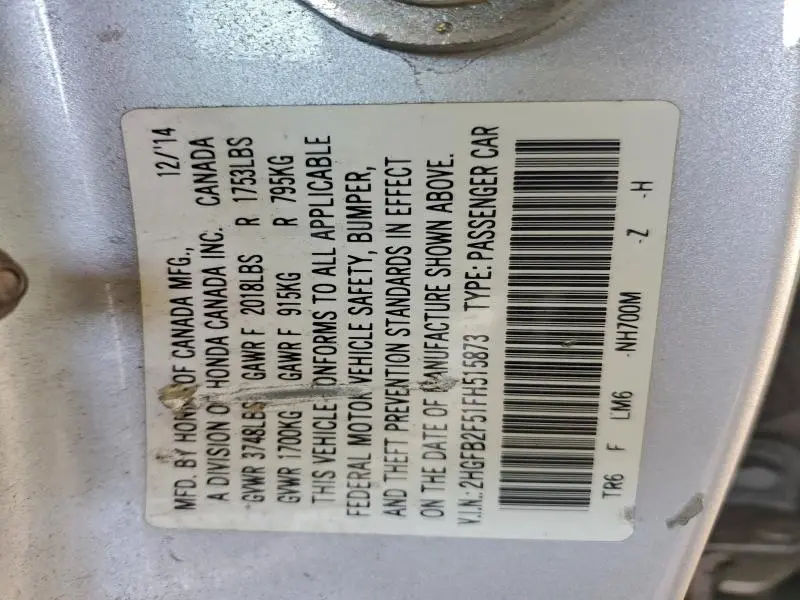 MFD. BY HONDA OF CANADA MFG., 12/'14
A DIVISION OF HONDA CANADA INC. CANADA
GVWR 3748LBS GAWR F 2018LBS R 1753LBS
GVWR 1700KG GAWR F 915KG R 795KG
THIS VEHICLE CONFORMS TO ALL APPLICABLE
FEDERAL MOTOR VEHICLE SAFETY, BUMPER,
AND THEFT PREVENTION STANDARDS IN EFFECT
ON THE DATE OF MANUFACTURE SHOWN ABOVE.
V.I.N.: 2HGFB2F51FH515873 TYPE: PASSENGER CAR
TR6 F LM6 -NH700M -Z -H